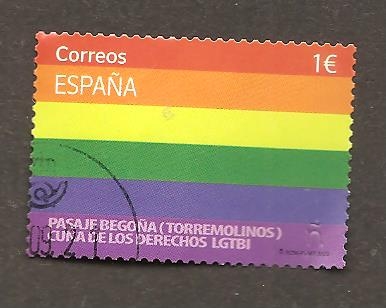 Correos
1€
ESPAÑA
PASAJE BEGOÑA (TORREMOLINOS)
CUNA DE LOS DERECHOS LGTBI